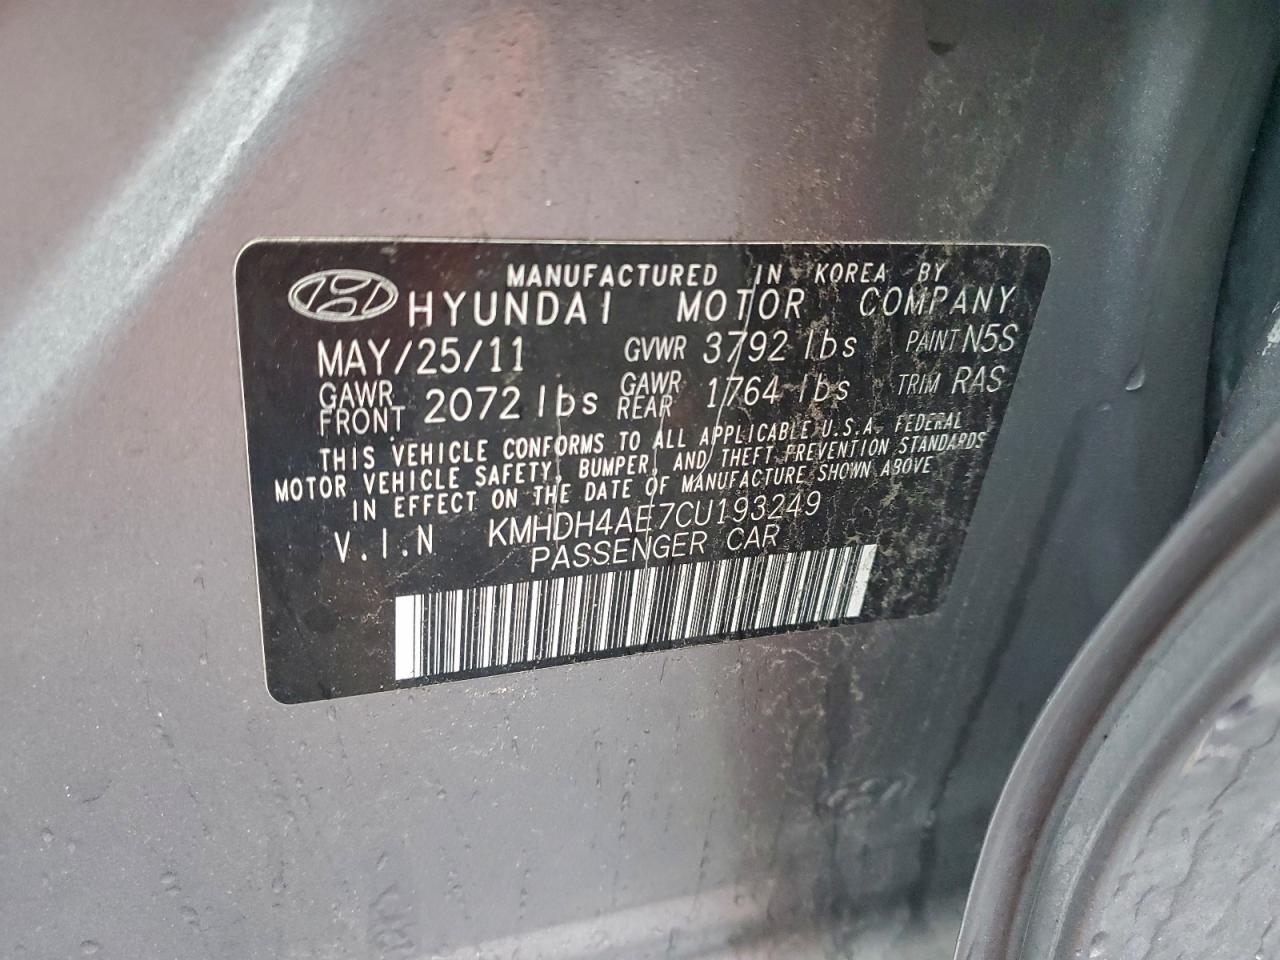 MANUFACTURED IN KOREA BY
HYUNDAI MOTOR COMPANY
MAY/25/11 GVWR 3792 lbs PAINT N5S
GAWR FRONT 2072 lbs GAWR REAR 1764 lbs TRIM RAS
THIS VEHICLE CONFORMS TO ALL APPLICABLE U.S.A. FEDERAL
MOTOR VEHICLE SAFETY, BUMPER, AND THEFT PREVENTION STANDARDS
IN EFFECT ON THE DATE OF MANUFACTURE SHOWN ABOVE
V.I.N KMHDH4AE7CU193249
PASSENGER CAR